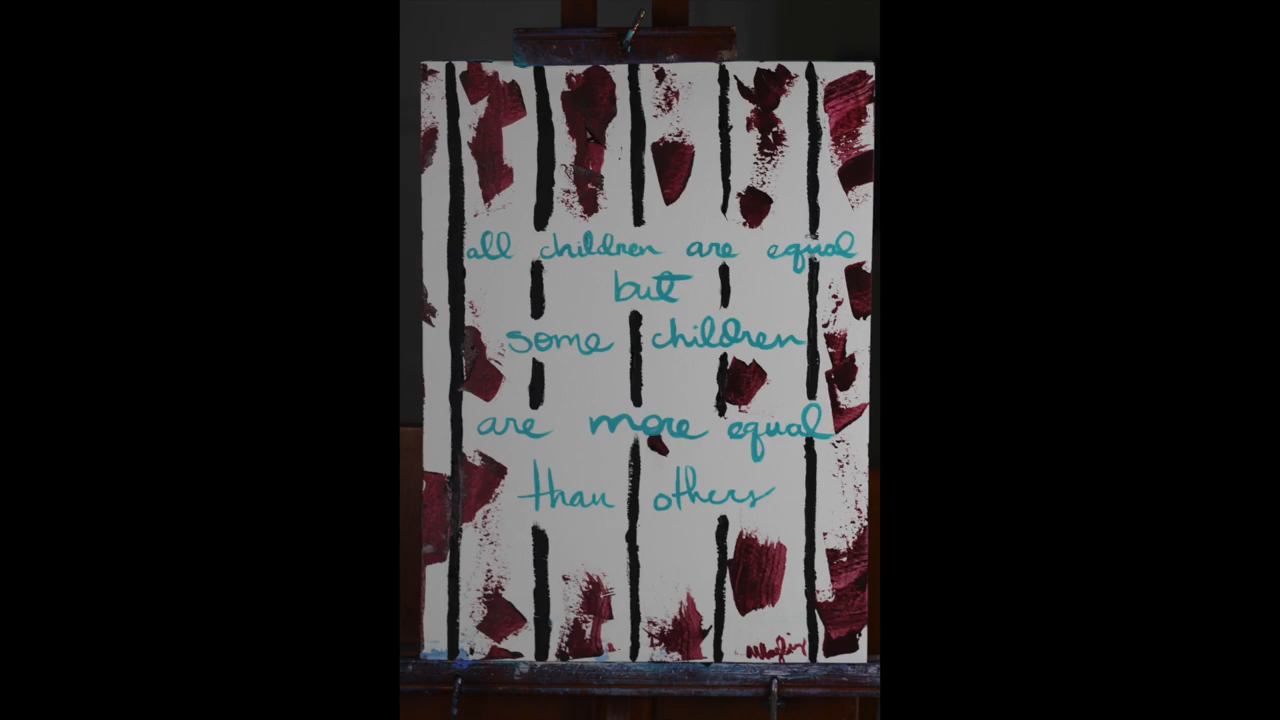 all children are equal
but
some children
are more equal
than others